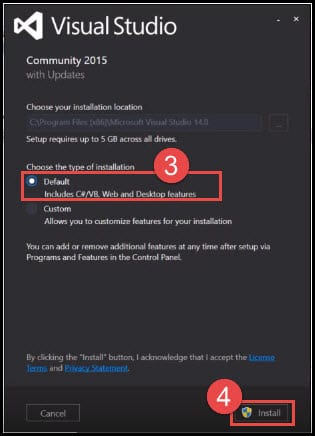 Visual Studio
Community 2015
with Updates
Choose your installation location
C:\Program Files (x86)\Microsoft Visual Studio 14.0
...
Setup requires up to 5 GB across all drives.
Choose the type of installation
3
Default
Includes C#/VB, Web and Desktop features
Custom
Allows you to customize features for your installation
You can add or remove additional features at any time after setup via
Programs and Features in the Control Panel.
By clicking the "Install" button, I acknowledge that I accept the License
Terms and Privacy Statement.
4
Cancel
Install